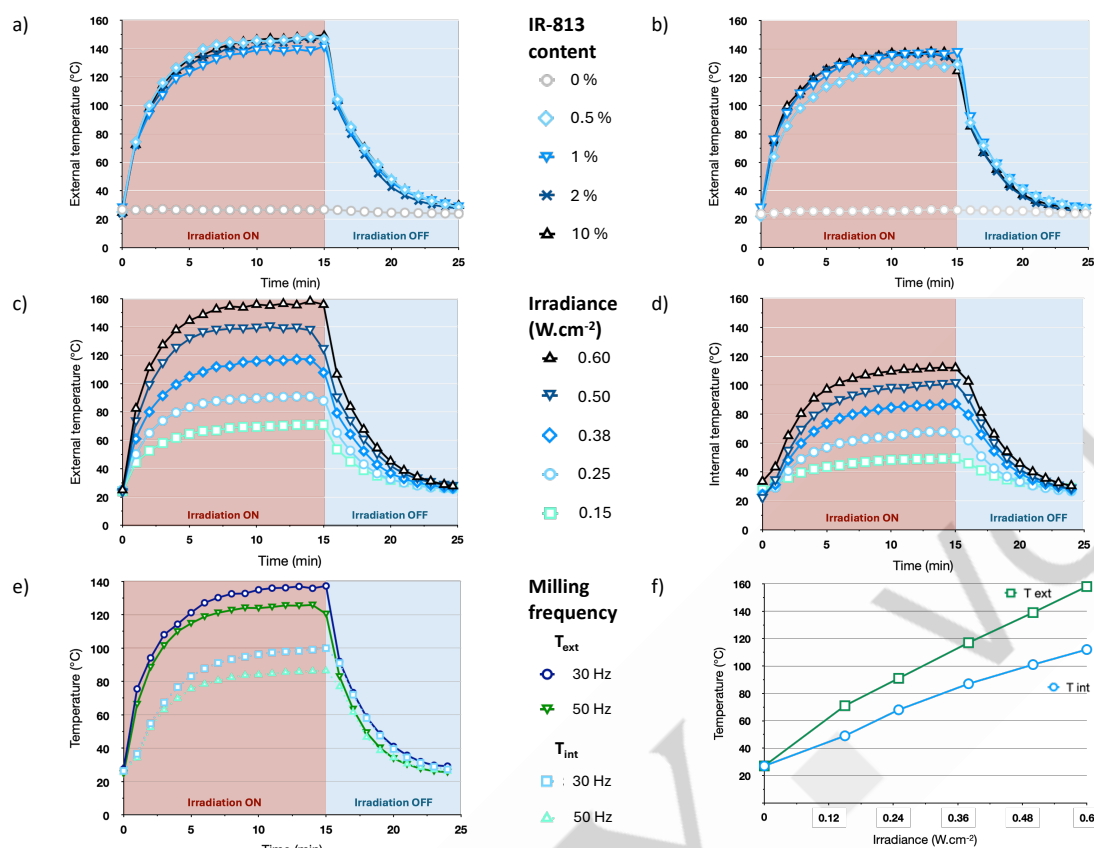 a)
External temperature (°C)
160
140
120
100
80
60
40
20
0
Irradiation ON
Irradiation OFF
0
5
10
15
20
25
Time (min)
IR-813
content
0 %
0.5 %
1 %
2 %
10 %
b)
External temperature (°C)
160
140
120
100
80
60
40
20
0
Irradiation ON
Irradiation OFF
0
5
10
15
20
25
Time (min)
c)
External temperature (°C)
160
140
120
100
80
60
40
20
0
Irradiation ON
Irradiation OFF
0
5
10
15
20
25
Time (min)
Irradiance
(W.cm-2)
0.60
0.50
0.38
0.25
0.15
d)
Internal temperature (°C)
160
140
120
100
80
60
40
20
0
Irradiation ON
Irradiation OFF
0
5
10
15
20
25
Time (min)
e)
Temperature (°C)
140
120
100
80
60
40
20
0
Irradiation ON
Irradiation OFF
0
5
10
15
20
25
Time (min)
Milling
frequency
Text
30 Hz
50 Hz
Tint
30 Hz
50 Hz
f)
Temperature (°C)
160
140
120
100
80
60
40
20
T ext
T int
0
0.12
0.24
0.36
0.48
0.6
Irradiance (W.cm-2)